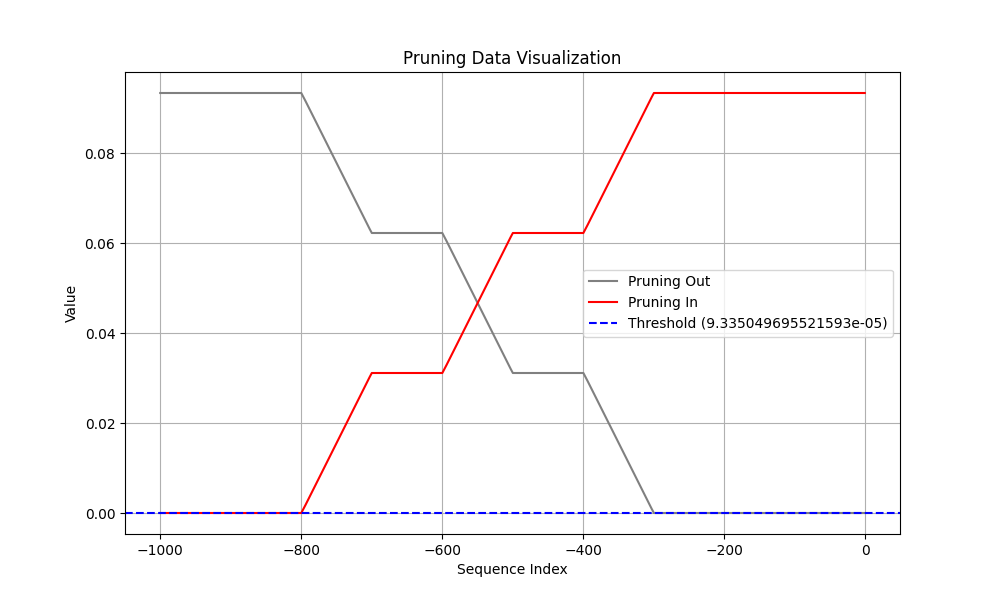 Pruning Data Visualization
Value
0.08
0.06
0.04
0.02
0.00
Pruning Out
Pruning In
Threshold (9.335049695521593e-05)
−1000
−800
−600
−400
−200
0
Sequence Index